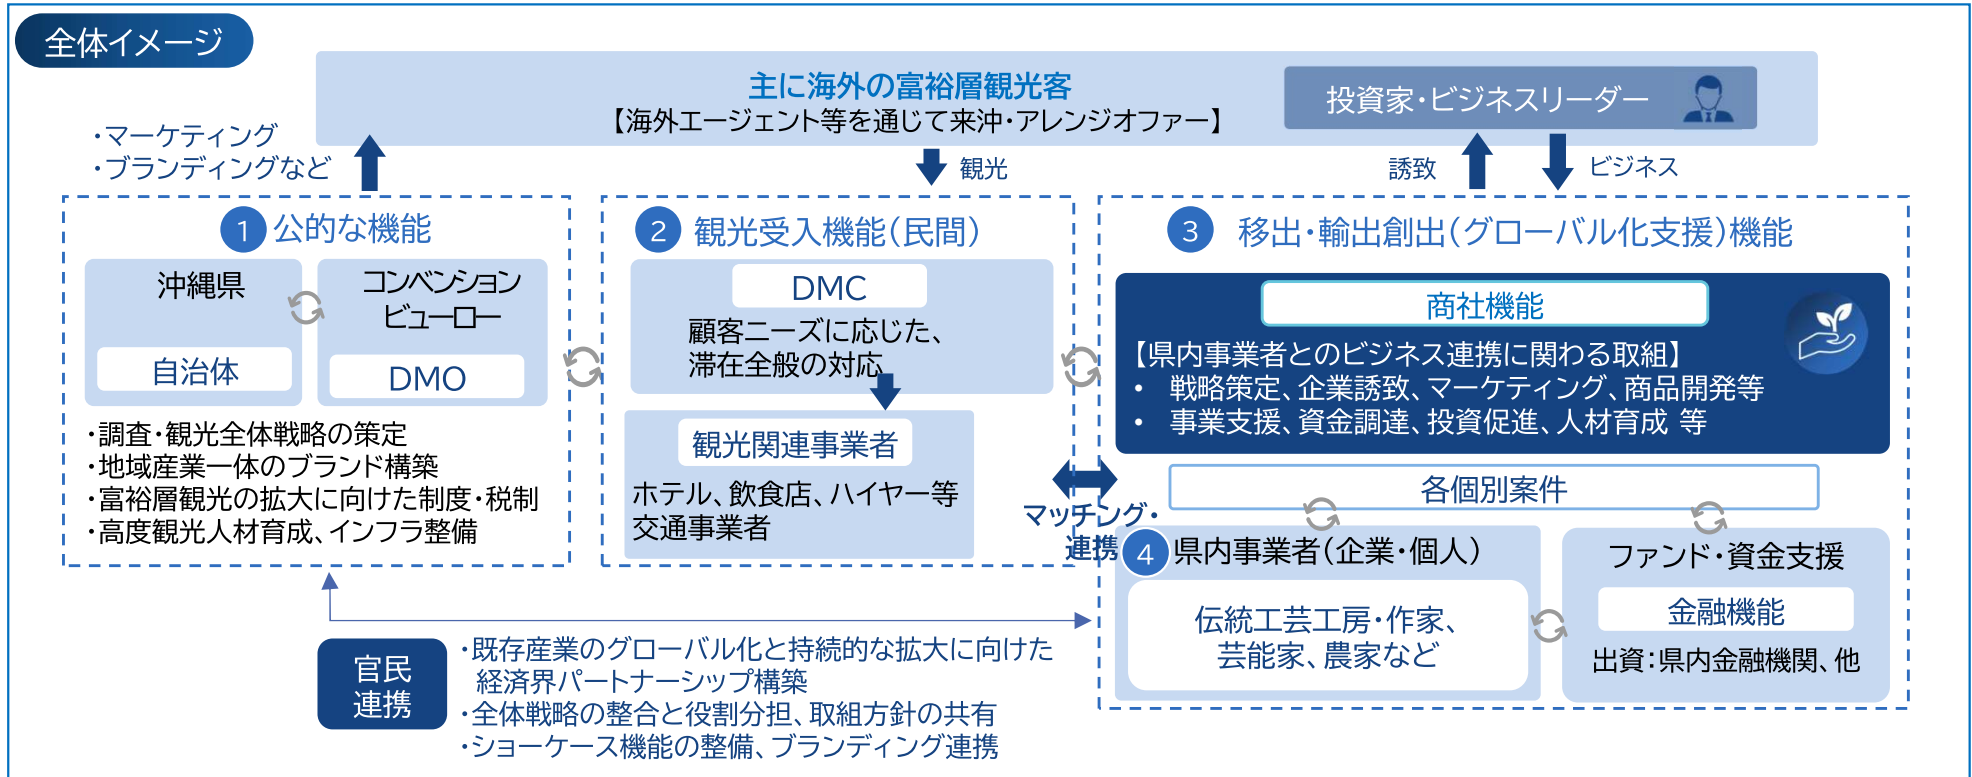 全体イメージ
主に海外の富裕層観光客
【海外エージェント等を通じて来沖・アレンジオファー】
投資家・ビジネスリーダー
・マーケティング
・ブランディングなど
観光
誘致
ビジネス
1 公的な機能
沖縄県
自治体
コンベンション
ビューロー
DMO
・調査・観光全体戦略の策定
・地域産業一体のブランド構築
・富裕層観光の拡大に向けた制度・税制
・高度観光人材育成、インフラ整備
2 観光受入機能（民間）
DMC
顧客ニーズに応じた、
滞在全般の対応
観光関連事業者
ホテル、飲食店、ハイヤー等
交通事業者
マッチング・
連携
3 移出・輸出創出（グローバル化支援）機能
商社機能
【県内事業者とのビジネス連携に関わる取組】
• 戦略策定、企業誘致、マーケティング、商品開発等
• 事業支援、資金調達、投資促進、人材育成 等
各個別案件
4 県内事業者（企業・個人）
伝統工芸工房・作家、
芸能家、農家など
ファンド・資金支援
金融機能
出資：県内金融機関、他
官民
連携
・既存産業のグローバル化と持続的な拡大に向けた
経済界パートナーシップ構築
・全体戦略の整合と役割分担、取組方針の共有
・ショーケース機能の整備、ブランディング連携